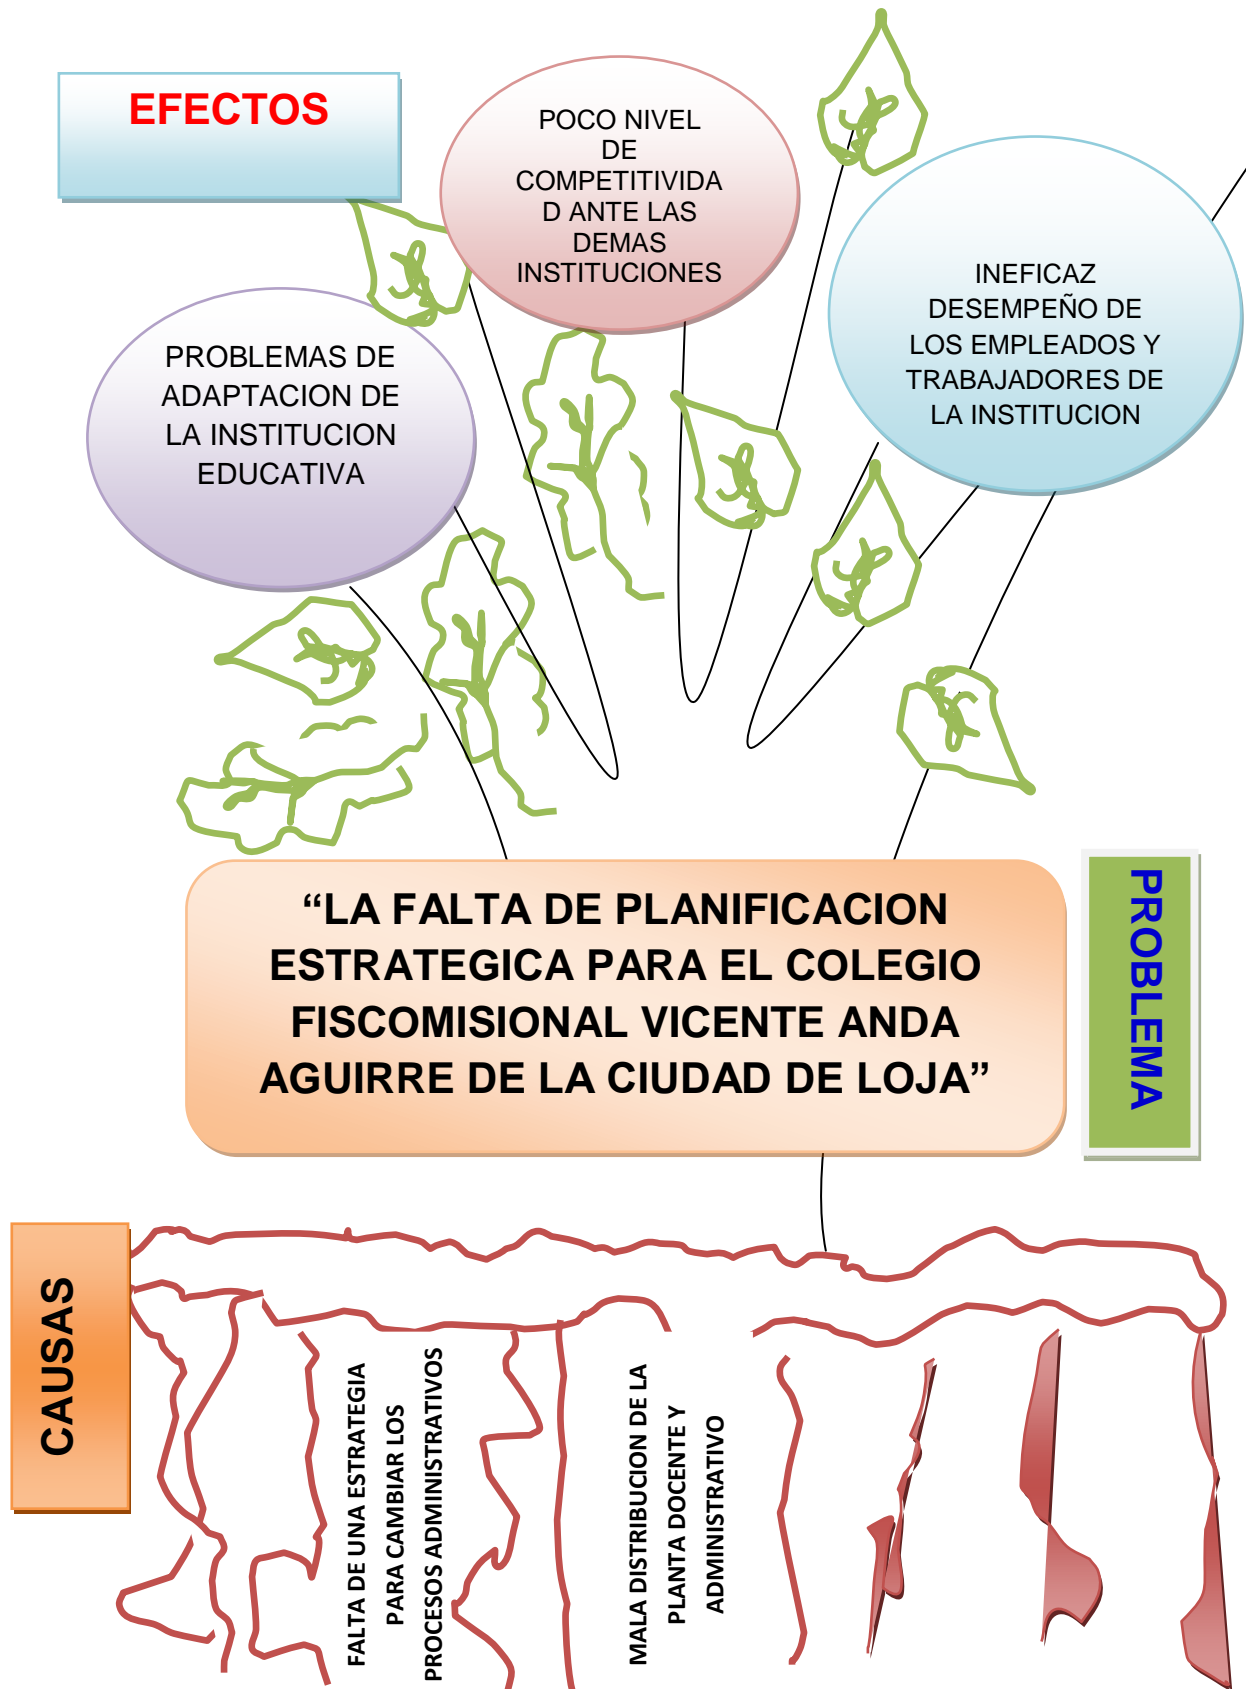 EFECTOS
POCO NIVEL
DE
COMPETITIVIDA
D ANTE LAS
DEMAS
INSTITUCIONES
INEFICAZ
DESEMPEÑO DE
LOS EMPLEADOS Y
TRABAJADORES DE
LA INSTITUCION
PROBLEMAS DE
ADAPTACION DE
LA INSTITUCION
EDUCATIVA
“LA FALTA DE PLANIFICACION
ESTRATEGICA PARA EL COLEGIO
FISCOMISIONAL VICENTE ANDA
AGUIRRE DE LA CIUDAD DE LOJA”
PROBLEMA
CAUSAS
FALTA DE UNA ESTRATEGIA
PARA CAMBIAR LOS
PROCESOS ADMINISTRATIVOS
MALA DISTRIBUCION DE LA
PLANTA DOCENTE Y
ADMINISTRATIVO